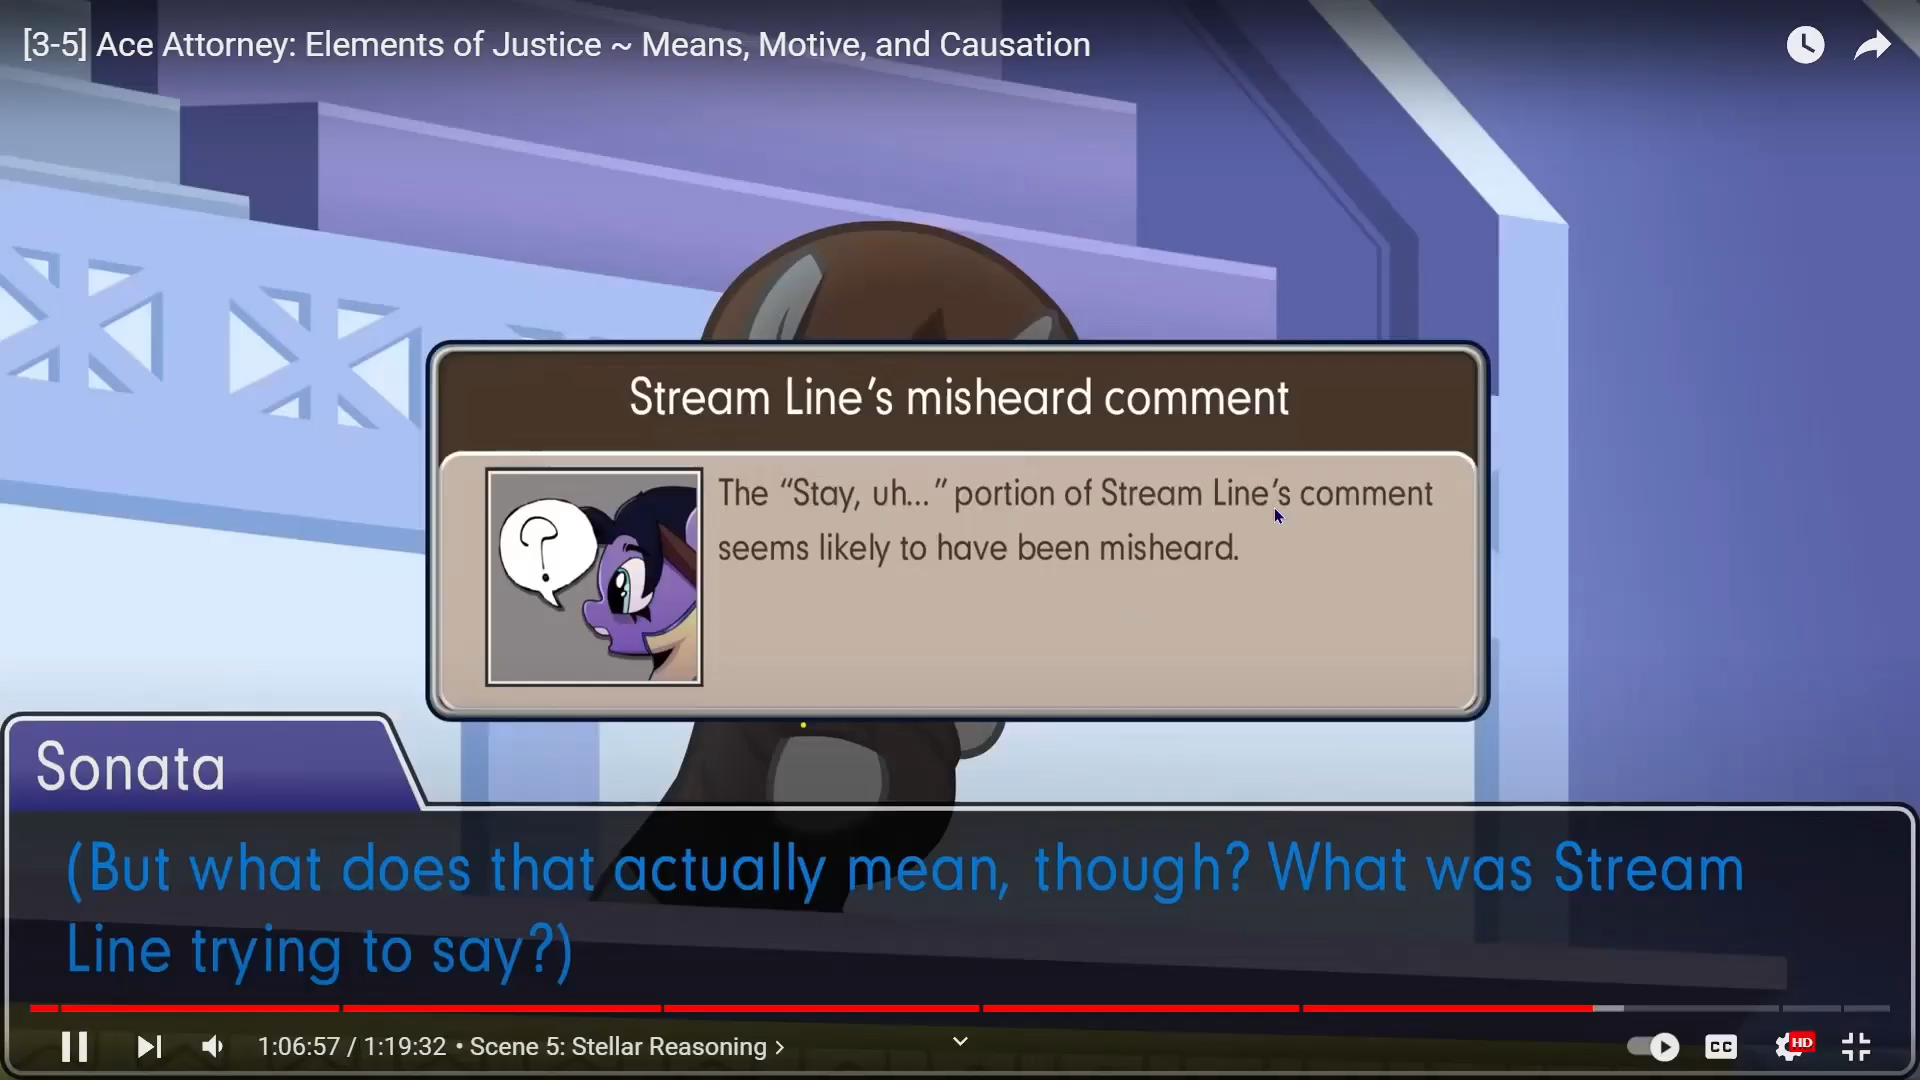 [3-5] Ace Attorney: Elements of Justice ~ Means, Motive, and Causation
Stream Line's misheard comment
?
The “Stay, uh...” portion of Stream Line's comment
seems likely to have been misheard.
Sonata
(But what does that actually mean, though? What was Stream
Line trying to say?)
1:06:57 / 1:19:32 • Scene 5: Stellar Reasoning >
CC
HD